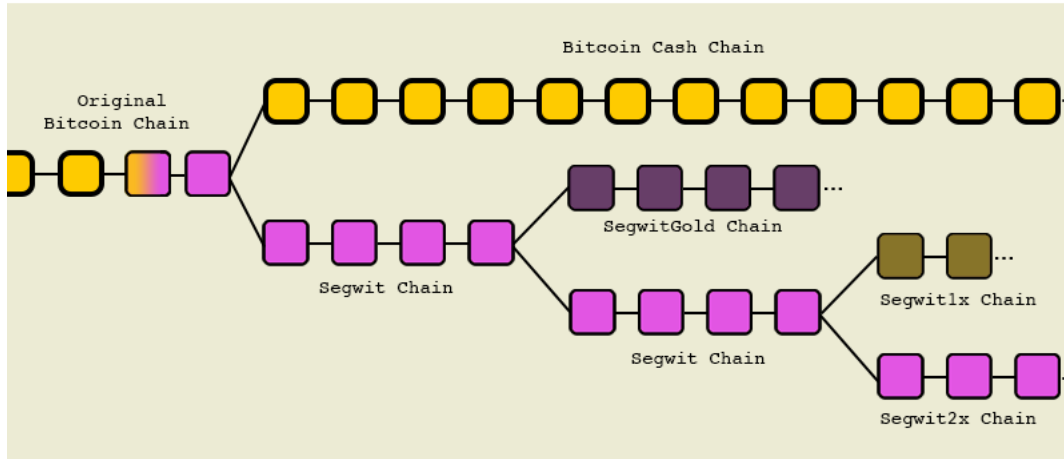 Bitcoin Cash Chain
Original
Bitcoin Chain
...
SegwitGold Chain
...
Segwit Chain
Segwit1x Chain
Segwit Chain
Segwit2x Chain